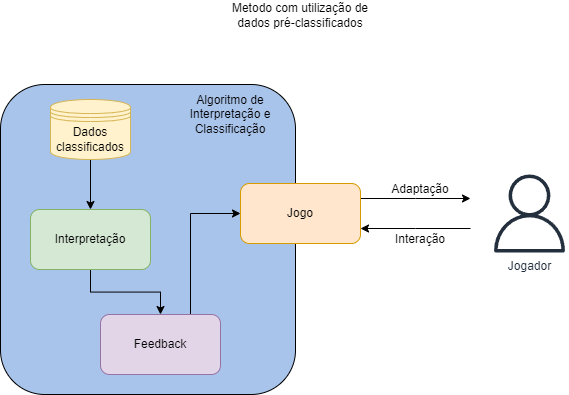 Metodo com utilização de
dados pré-classificados
Algoritmo de
Interpretação e
Classificação
Dados
classificados
Interpretação
Feedback
Jogo
Adaptação
Interação
Jogador